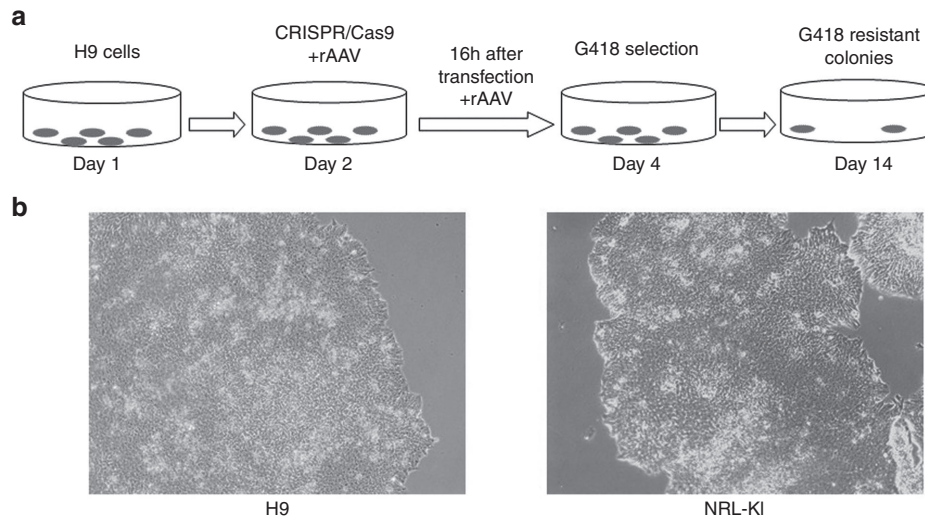 a
H9 cells
CRISPR/Cas9
+rAAV
16h after
transfection
+rAAV
G418 selection
G418 resistant
colonies
Day 1
Day 2
Day 4
Day 14
b
H9
NRL-KI